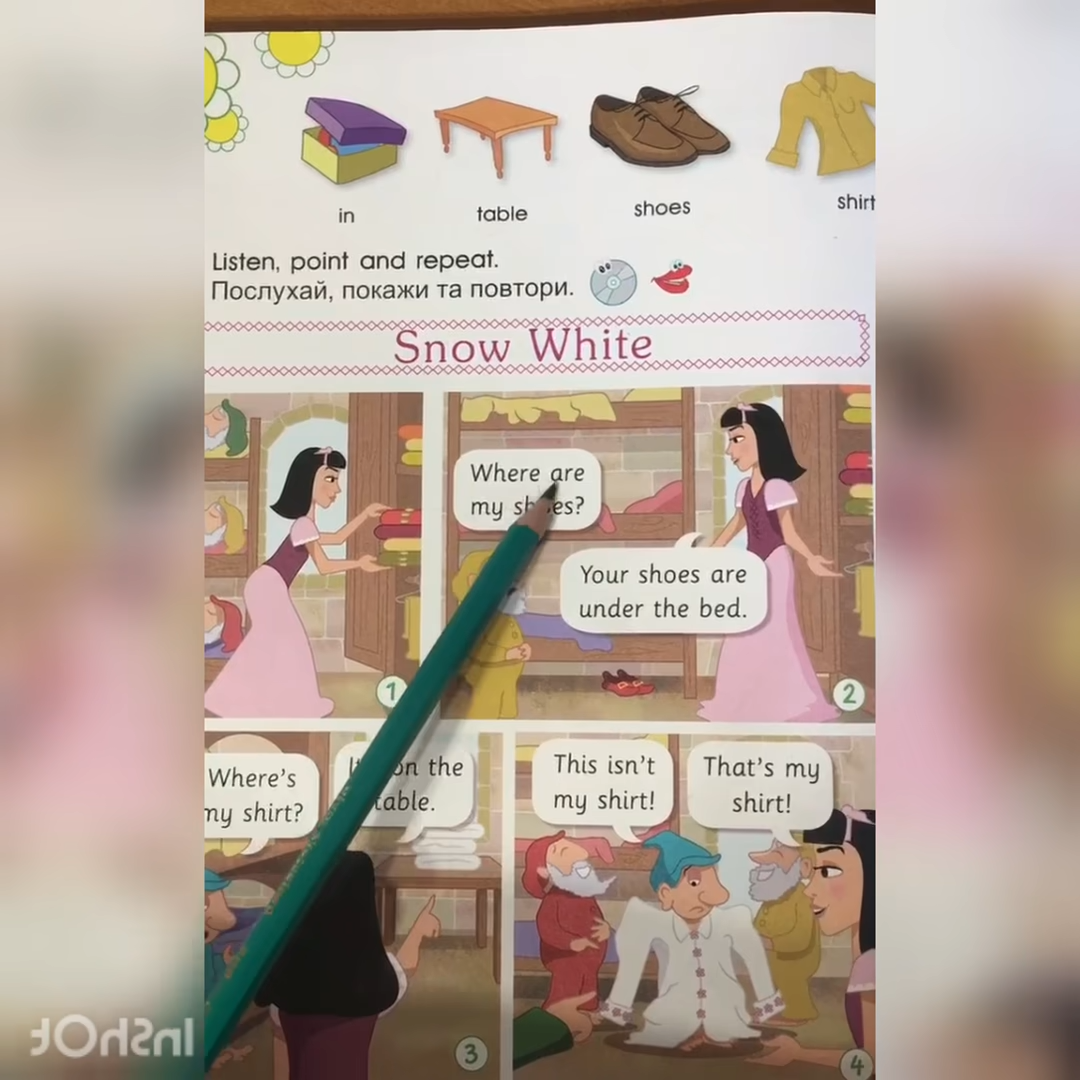 in
table
shoes
shirt
Listen, point and repeat.
Послухай, покажи та повтори.
Snow White
Where are
my shoes?
Your shoes are
under the bed.
1
2
Where's
my shirt?
on the
table.
This isn't
my shirt!
That's my
shirt!
3
4
InShOt